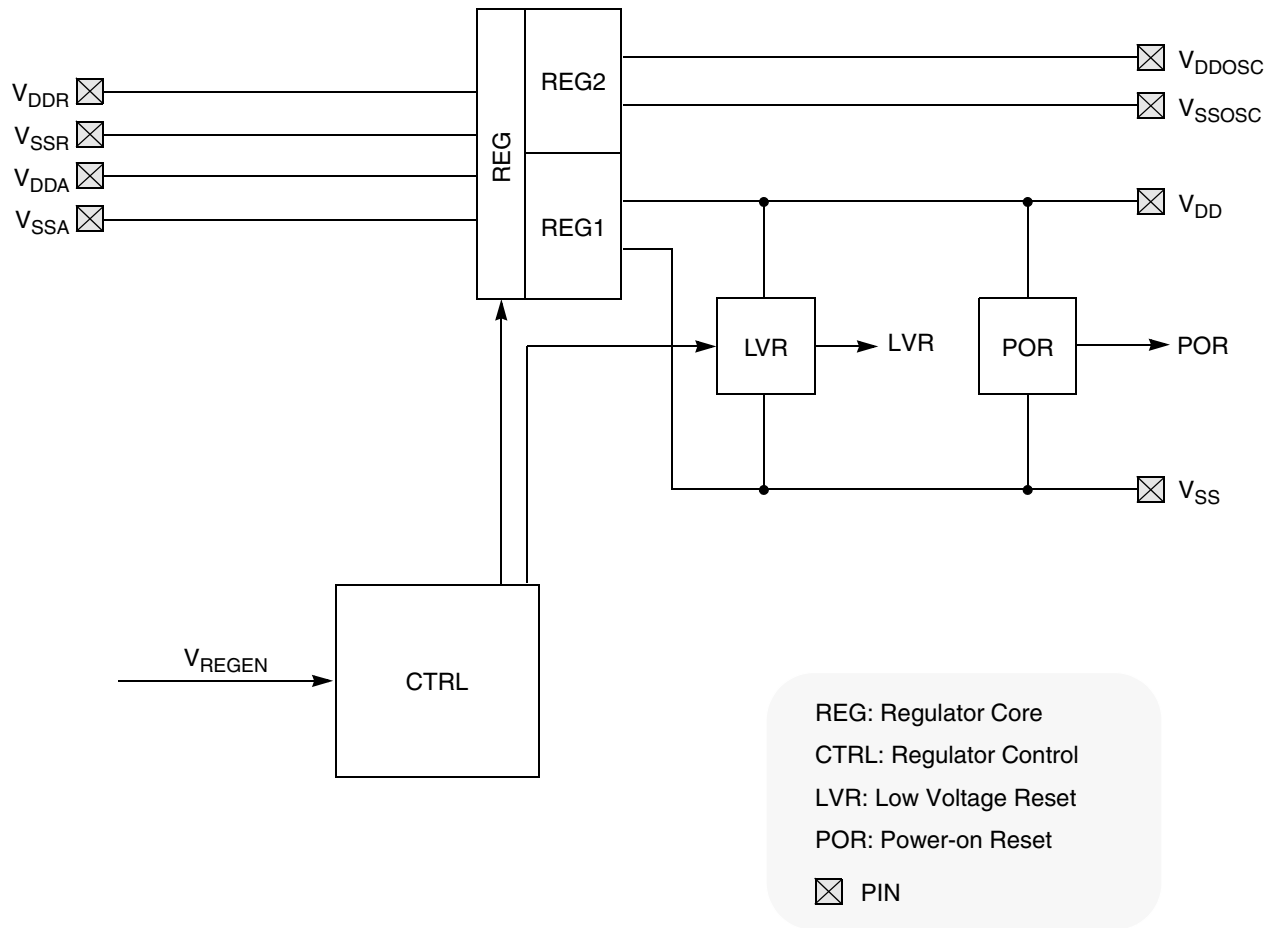 VDDR
VSSR
VDDA
VSSA
REG
REG2
REG1
VDDOSC
VSSOSC
VDD
LVR
LVR
POR
POR
VSS
VREGEN
CTRL
REG: Regulator Core
CTRL: Regulator Control
LVR: Low Voltage Reset
POR: Power-on Reset
PIN